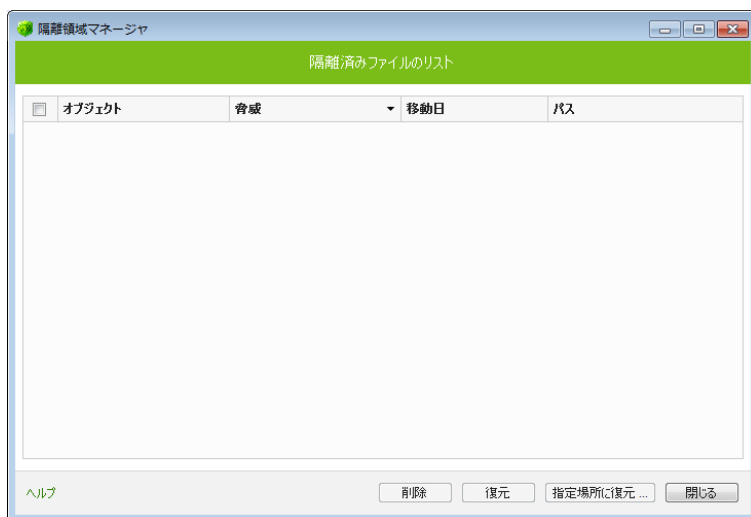 隔離領域マネージャ
隔離済みファイルのリスト
オブジェクト 脅威 移動日 パス
ヘルプ 削除 復元 指定場所に復元 ... 閉じる